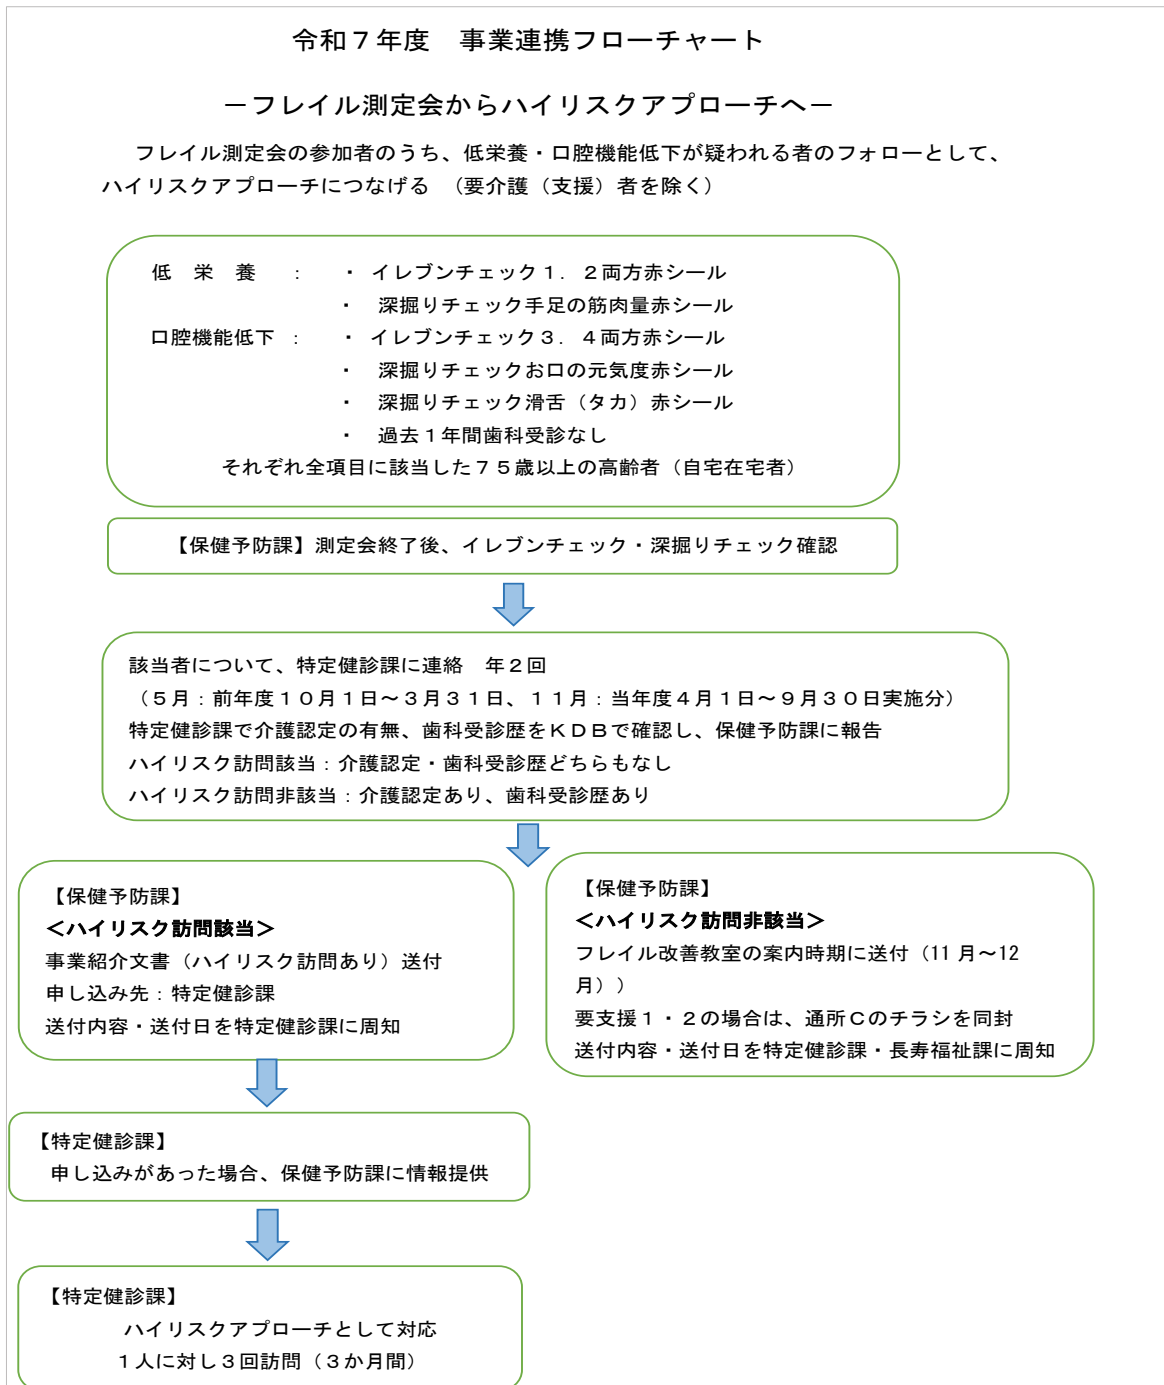 令和７年度　事業連携フローチャート
－フレイル測定会からハイリスクアプローチへ－
フレイル測定会の参加者のうち、低栄養・口腔機能低下が疑われる者のフォローとして、
ハイリスクアプローチにつなげる　（要介護（支援）者を除く）
低　栄　養　：　・　イレブンチェック１．２両方赤シール
・　深掘りチェック手足の筋肉量赤シール
口腔機能低下　：　・　イレブンチェック３．４両方赤シール
・　深掘りチェックお口の元気度赤シール
・　深掘りチェック滑舌（タカ）赤シール
・　過去１年間歯科受診なし
それぞれ全項目に該当した７５歳以上の高齢者（自宅在宅者）
【保健予防課】測定会終了後、イレブンチェック・深掘りチェック確認
該当者について、特定健診課に連絡　年２回
（５月：前年度１０月１日～３月３１日、１１月：当年度４月１日～９月３０日実施分）
特定健診課で介護認定の有無、歯科受診歴をＫＤＢで確認し、保健予防課に報告
ハイリスク訪問該当：介護認定・歯科受診歴どちらもなし
ハイリスク訪問非該当：介護認定あり、歯科受診歴あり
【保健予防課】
＜ハイリスク訪問該当＞
事業紹介文書（ハイリスク訪問あり）送付
申し込み先：特定健診課
送付内容・送付日を特定健診課に周知
【保健予防課】
＜ハイリスク訪問非該当＞
フレイル改善教室の案内時期に送付（11月～12
月））
要支援１・２の場合は、通所Ｃのチラシを同封
送付内容・送付日を特定健診課・長寿福祉課に周知
【特定健診課】
申し込みがあった場合、保健予防課に情報提供
【特定健診課】
ハイリスクアプローチとして対応
１人に対し３回訪問（３か月間）